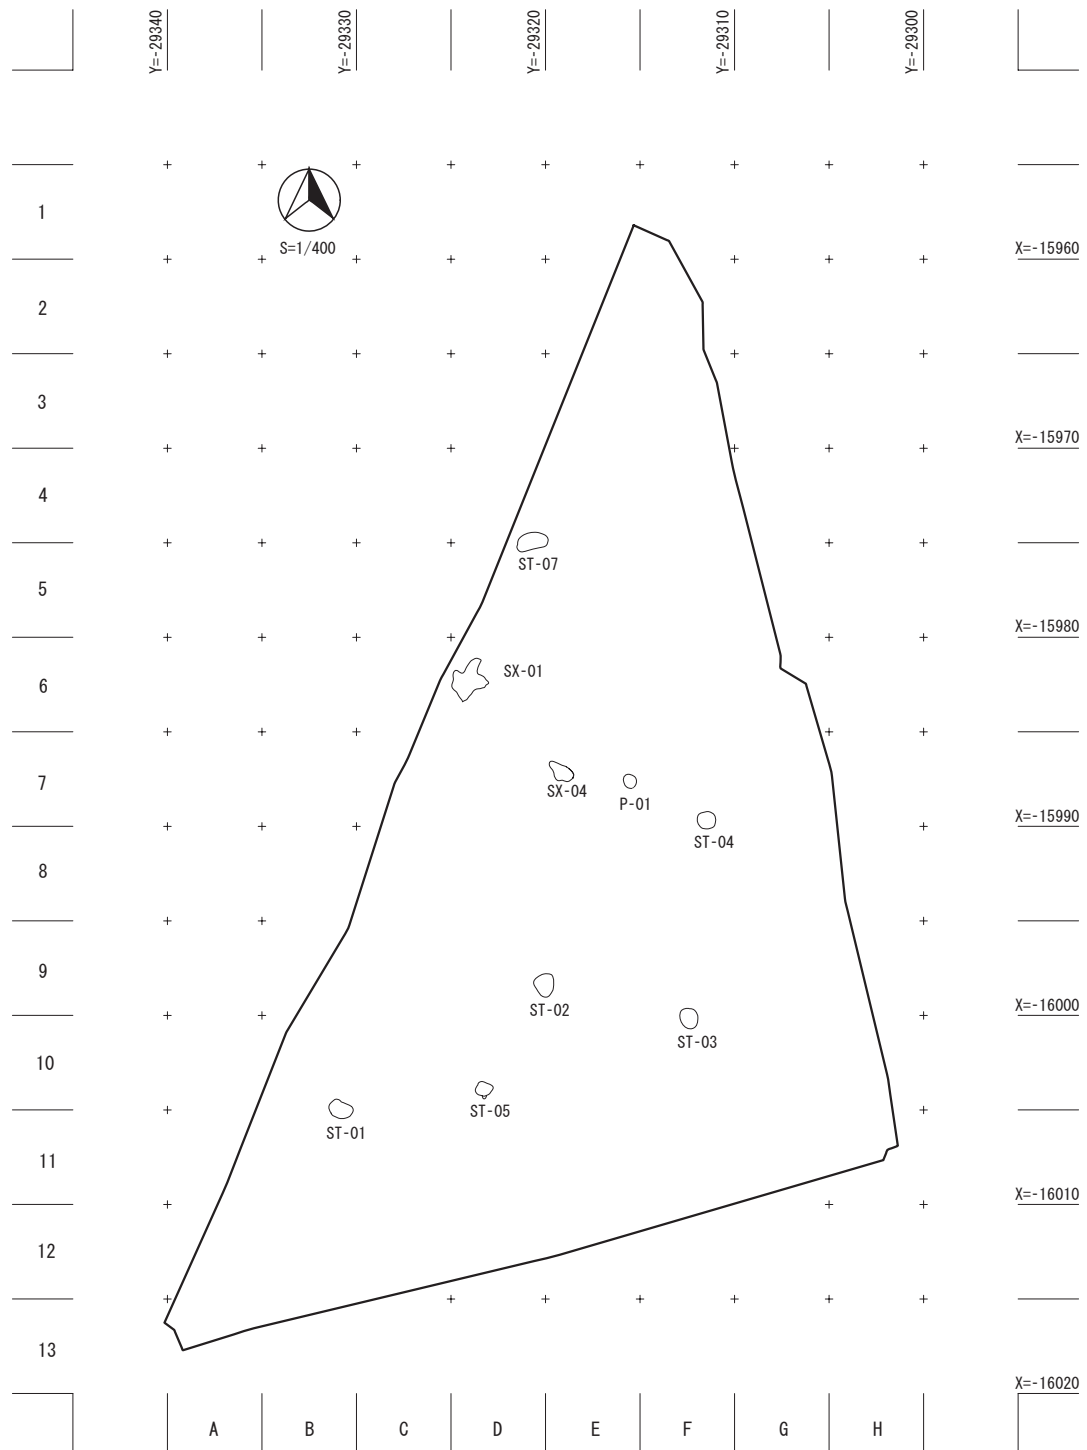 Y=-29340
Y=-29330
Y=-29320
Y=-29310
Y=-29300
1
S=1/400
X=-15960
2
3
X=-15970
4
ST-07
5
X=-15980
6
SX-01
7
SX-04
P-01
X=-15990
ST-04
8
9
ST-02
X=-16000
ST-03
10
ST-05
ST-01
11
X=-16010
12
13
X=-16020
A B C D E F G H